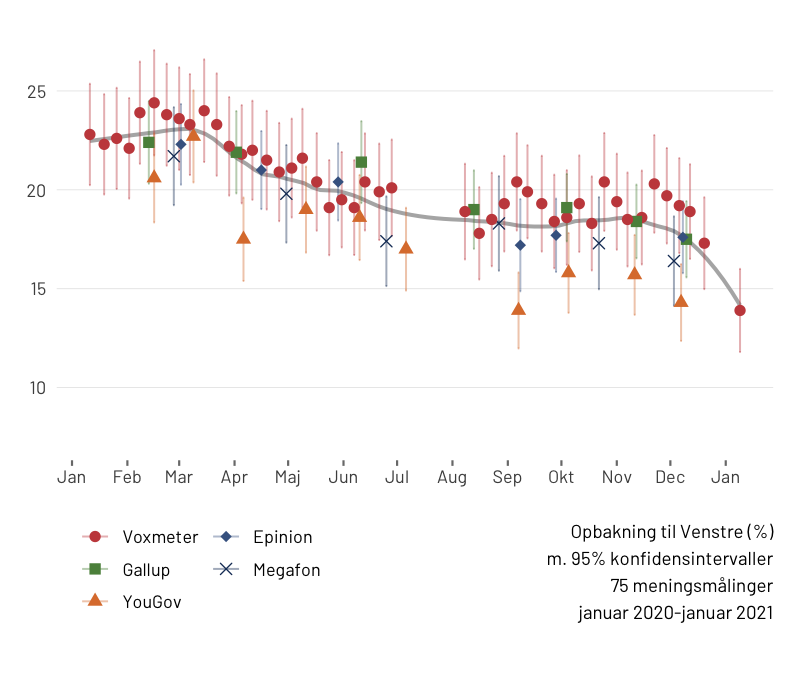 25
20
15
10
Jan Feb Mar Apr Maj Jun Jul Aug Sep Okt Nov Dec Jan
Voxmeter Epinion
Gallup Megafon
YouGov
Opbakning til Venstre (%)
m. 95% konfidensintervaller
75 meningsmålinger
januar 2020-januar 2021